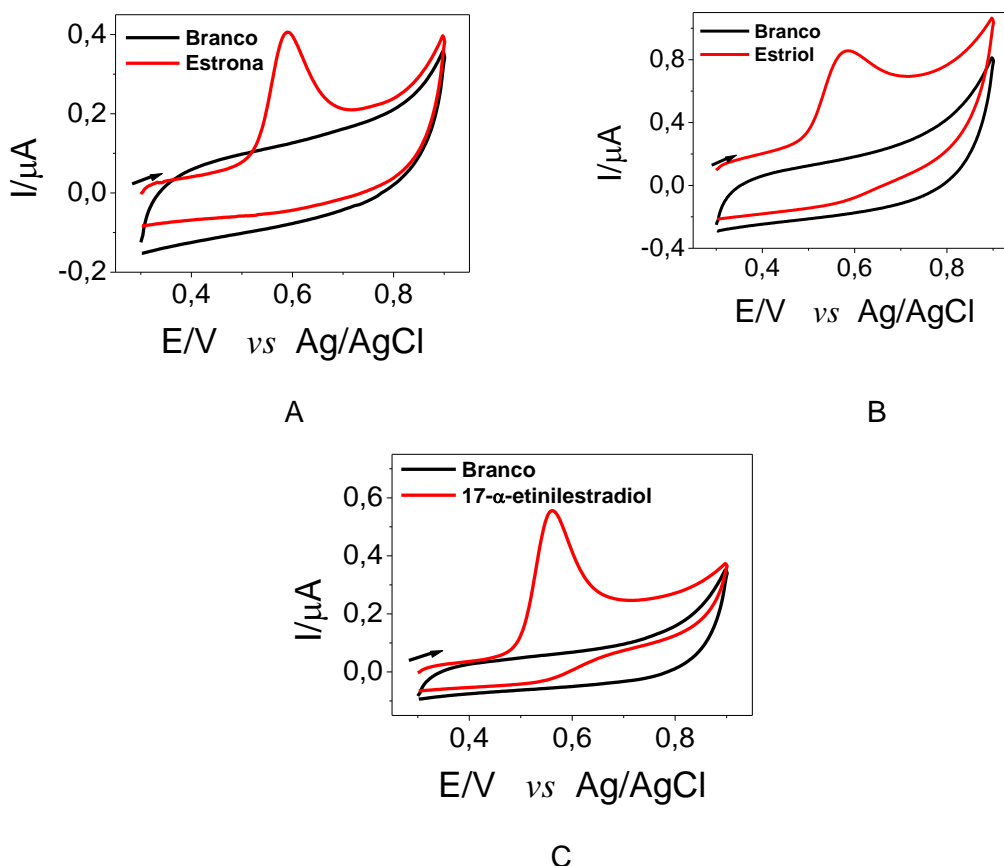 Branco
Estrona
0,4
0,2
0,0
-0,2
I/µA
0,4 0,6 0,8
E/V vs Ag/AgCl
A
Branco
Estriol
0,8
0,4
0,0
-0,4
I/µA
0,4 0,6 0,8
E/V vs Ag/AgCl
B
Branco
17-α-etinilestradiol
0,6
0,4
0,2
0,0
I/µA
0,4 0,6 0,8
E/V vs Ag/AgCl
C